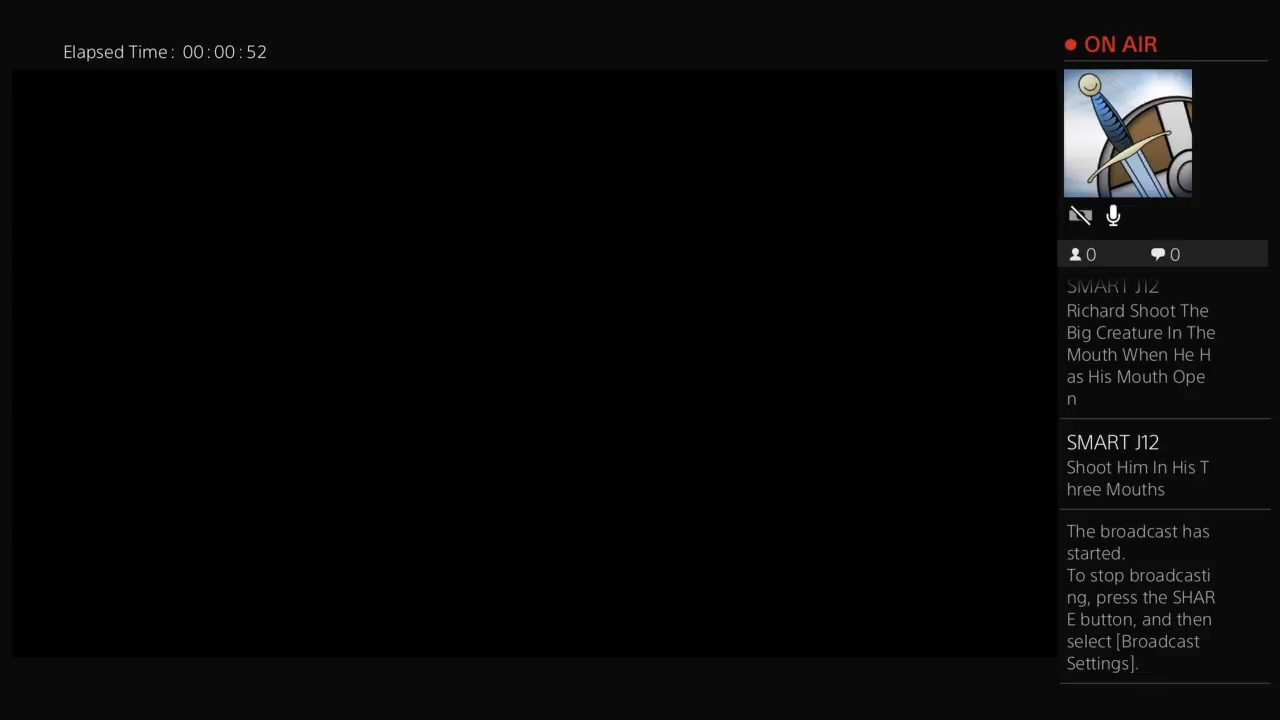 Elapsed Time: 00:00:52
ON AIR
0 0
SMART J12
Richard Shoot The
Big Creature In The
Mouth When He H
as His Mouth Ope
n
SMART J12
Shoot Him In His T
hree Mouths
The broadcast has
started.
To stop broadcasti
ng, press the SHAR
E button, and then
select [Broadcast
Settings].